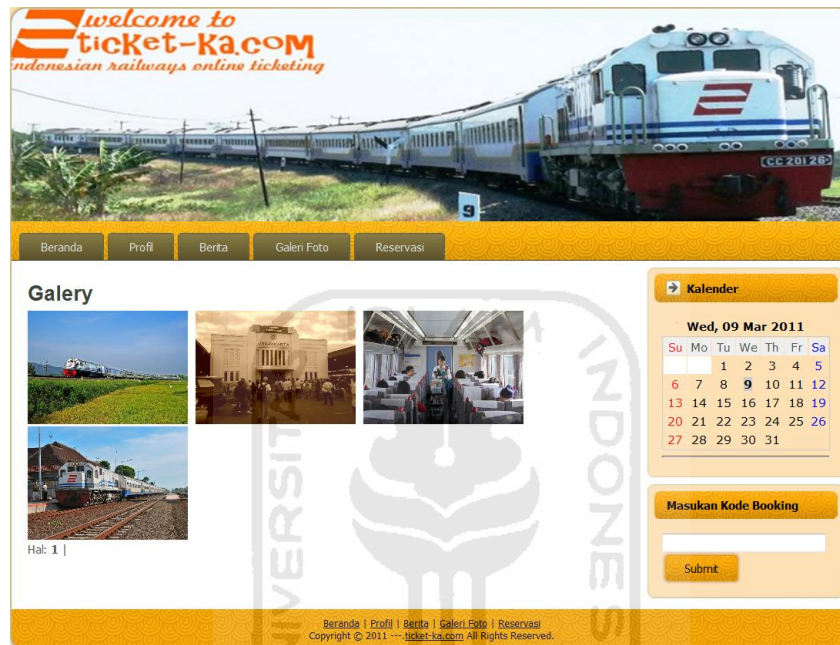 welcome to
eticket-ka.com
indonesian railways online ticketing
CC 201 26
9
Beranda Profil Berita Galeri Foto Reservasi
Galery
Hal: 1 |
Kalender
Wed, 09 Mar 2011
Su Mo Tu We Th Fr Sa
1 2 3 4 5
6 7 8 9 10 11 12
13 14 15 16 17 18 19
20 21 22 23 24 25 26
27 28 29 30 31
Masukan Kode Booking
Submit
Beranda | Profil | Berita | Galeri Foto | Reservasi
Copyright © 2011 ---.ticket-ka.com All Rights Reserved.